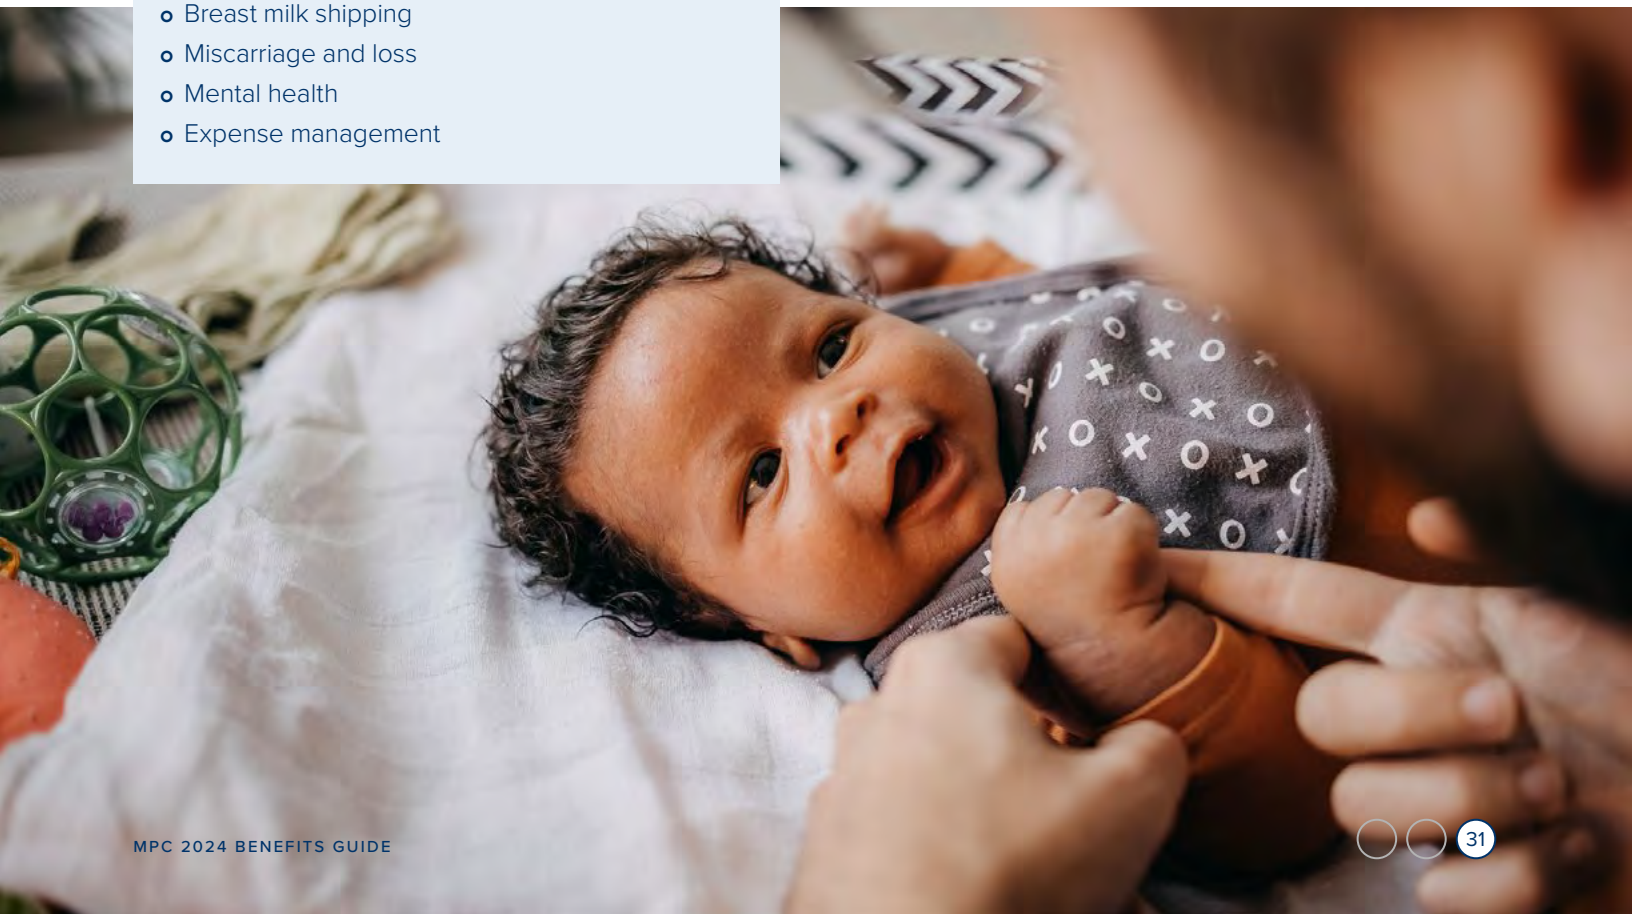 Breast milk shipping
Miscarriage and loss
Mental health
Expense management
MPC 2024 BENEFITS GUIDE
31